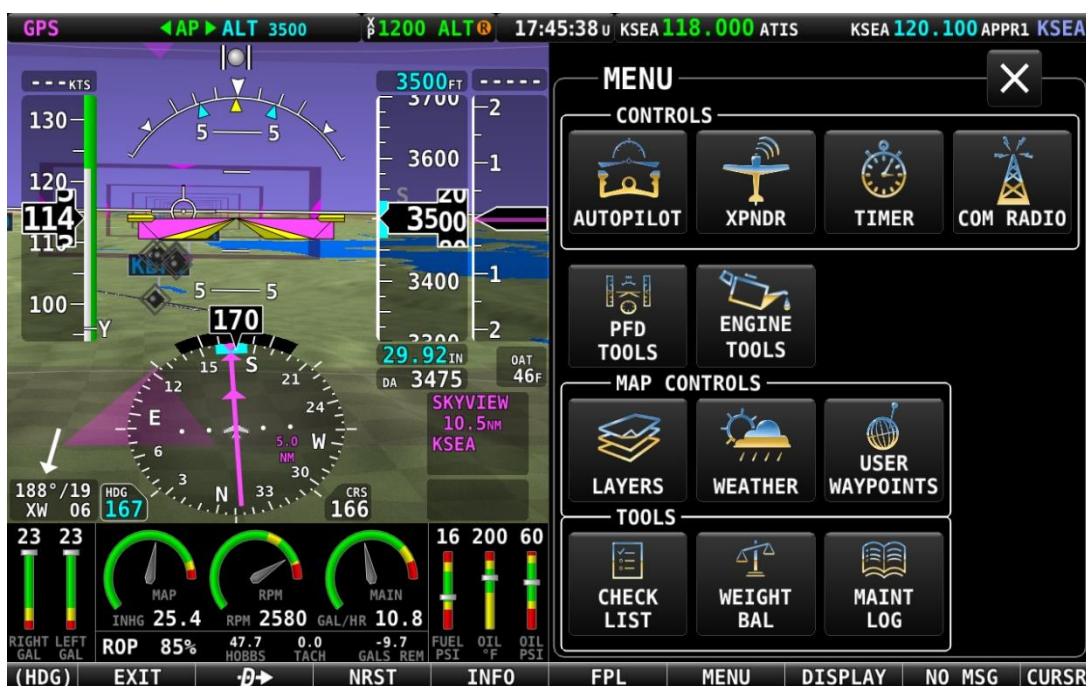 GPS ◀AP▶ ALT 3500 XP 1200 ALT R 17:45:38 U KSEA 118.000 ATIS KSEA 120.100 APPR1 KSEA
---KTS
130
120
114
110
100
Y
5 5
5 5
3500FT -----
3700
3600
S
20
3500
3400
3300
2
1
1
2
170
29.92IN
DA 3475
OAT
46F
SKYVIEW
10.5NM
KSEA
12 15 S 21 24 W 30 33 N 3 6 E
5.0
NM
188°/19
XW 06
HDG
167
CRS
166
MENU
CONTROLS
AUTOPILOT XPNDR TIMER COM RADIO
PFD
TOOLS
ENGINE
TOOLS
MAP CONTROLS
LAYERS WEATHER USER
WAYPOINTS
TOOLS
CHECK
LIST
WEIGHT
BAL
MAINT
LOG
23 23
RIGHT LEFT
GAL GAL
MAP
INHG 25.4
RPM
RPM 2580
MAIN
GAL/HR 10.8
ROP 85%
47.7 0.0 -9.7
HOBBS TACH GALS REM
16 200 60
FUEL OIL OIL
PSI °F PSI
(HDG) EXIT D NRST INFO FPL MENU DISPLAY NO MSG CURSR